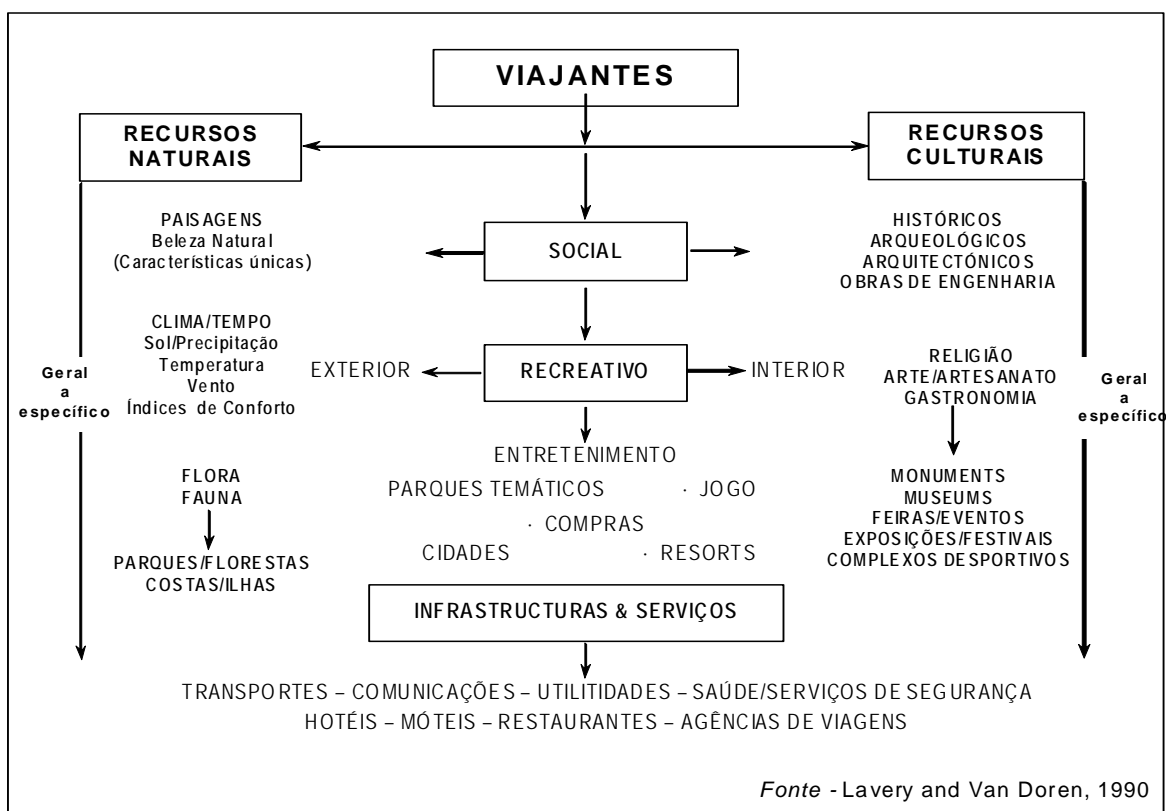 VIAJANTES
RECURSOS
NATURAIS
RECURSOS
CULTURAIS
PAISAGENS
Beleza Natural
(Características únicas)
SOCIAL
HISTÓRICOS
ARQUEOLÓGICOS
ARQUITECTÓNICOS
OBRAS DE ENGENHARIA
CLIMA/TEMPO
Sol/Precipitação
Temperatura
Vento
Índices de Conforto
Geral
a
específico
EXTERIOR
RECREATIVO
INTERIOR
RELIGIÃO
ARTE/ARTESANATO
GASTRONOMIA
Geral
a
específico
ENTRETENIMENTO
PARQUES TEMÁTICOS · JOGO
· COMPRAS
CIDADES · RESORTS
FLORA
FAUNA
PARQUES/FLORESTAS
COSTAS/ILHAS
MONUMENTS
MUSEUMS
FEIRAS/EVENTOS
EXPOSIÇÕES/FESTIVAIS
COMPLEXOS DESPORTIVOS
INFRASTRUCTURAS & SERVIÇOS
TRANSPORTES – COMUNICAÇÕES – UTILITIDADES – SAÚDE/SERVIÇOS DE SEGURANÇA
HOTÉIS – MÓTEIS – RESTAURANTES – AGÊNCIAS DE VIAGENS
Fonte - Lavery and Van Doren, 1990